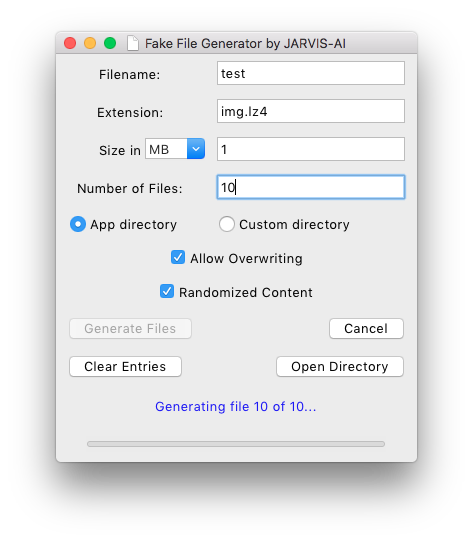 Fake File Generator by JARVIS-AI
Filename: test
Extension: img.lz4
Size in MB 1
Number of Files: 10
App directory Custom directory
Allow Overwriting
Randomized Content
Generate Files Cancel
Clear Entries Open Directory
Generating file 10 of 10...